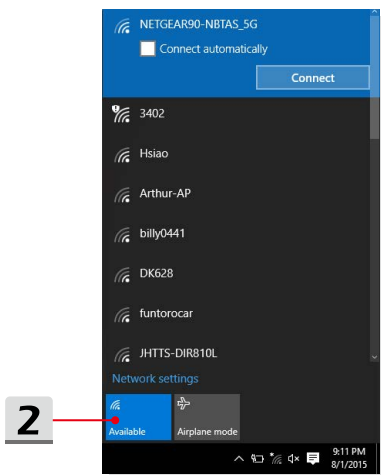 NETGEAR90-NBTAS_5G
Connect automatically
Connect
3402
Hsiao
Arthur-AP
billy0441
DK628
funtorocar
JHTTS-DIR810L
Network settings
2
Available
Airplane mode
9:11 PM
8/1/2015